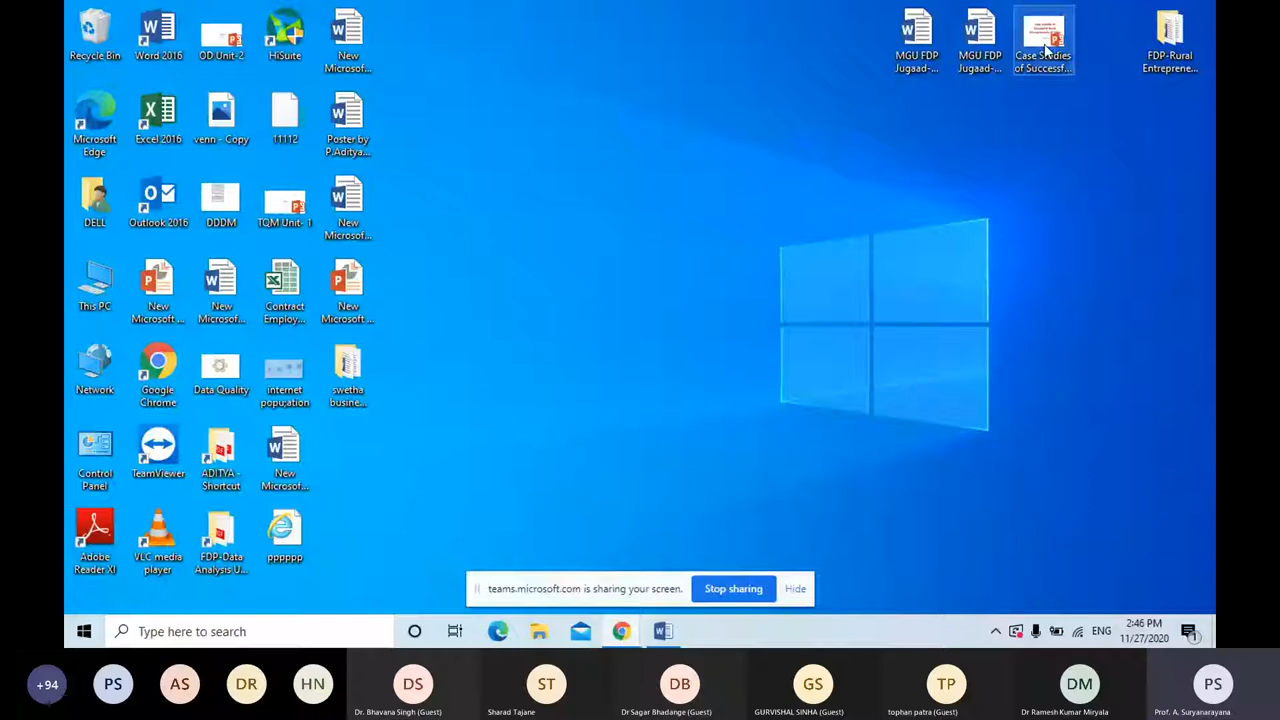 Recycle Bin
Word 2016
OD Unit-2
HiSuite
New
Microsof...
MGU FDP
Jugaad-...
MGU FDP
Jugaad-...
Case Studies
of Successf...
FDP-Rural
Entreprene...
Microsoft
Edge
Excel 2016
venn - Copy
11112
Poster by
P.Aditya...
DELL
Outlook 2016
DDDM
TQM Unit- 1
New
Microsof...
This PC
New
Microsoft ...
New
Microsof...
Contract
Employ...
New
Microsoft ...
Network
Google
Chrome
Data Quality
internet
popu;ation
swetha
busine...
Control
Panel
TeamViewer
ADITYA -
Shortcut
New
Microsof...
Adobe
Reader XI
VLC media
player
FDP-Data
Analysis U...
pppppp
teams.microsoft.com is sharing your screen.
Stop sharing
Hide
Type here to search
ENG
2:46 PM
11/27/2020
1
+94
PS
AS
DR
HN
DS
Dr. Bhavana Singh (Guest)
ST
Sharad Tajane
DB
Dr Sagar Bhadange (Guest)
GS
GURVISHAL SINHA (Guest)
TP
tophan patra (Guest)
DM
Dr Ramesh Kumar Miryala
PS
Prof. A. Suryanarayana